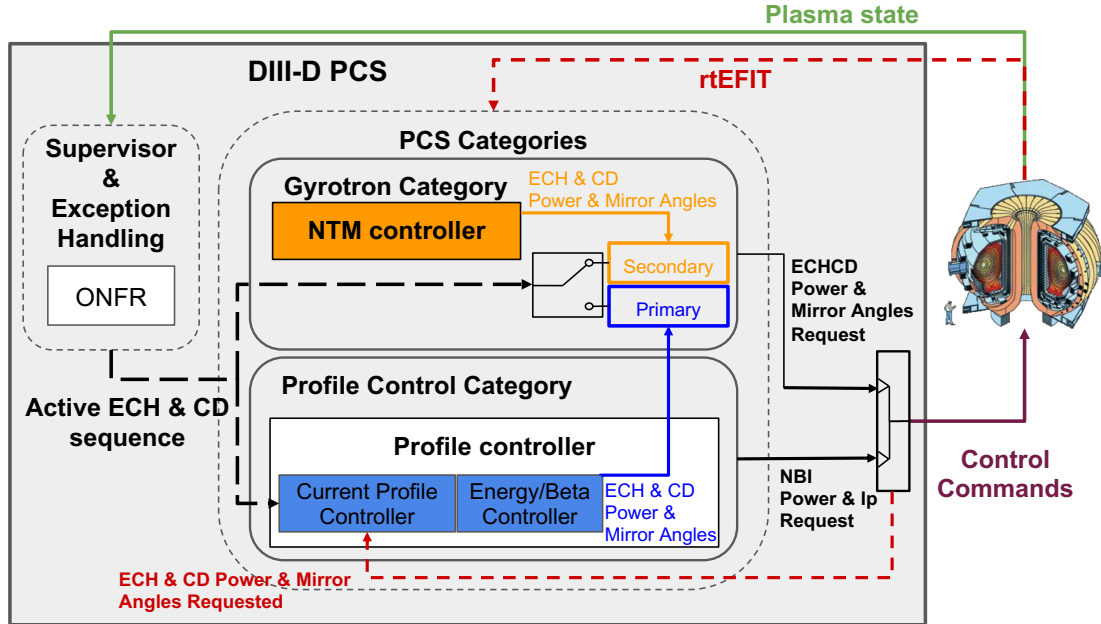 Plasma state
DIII-D PCS
rtEFIT
Supervisor
&
Exception
Handling
ONFR
PCS Categories
Gyrotron Category
ECH & CD
Power & Mirror Angles
NTM controller
Secondary
Primary
ECHCD
Power &
Mirror Angles
Request
Active ECH & CD
sequence
Profile Control Category
Profile controller
Current Profile
Controller
Energy/Beta
Controller
ECH & CD
Power &
Mirror Angles
NBI
Power & Ip
Request
Control
Commands
ECH & CD Power & Mirror
Angles Requested